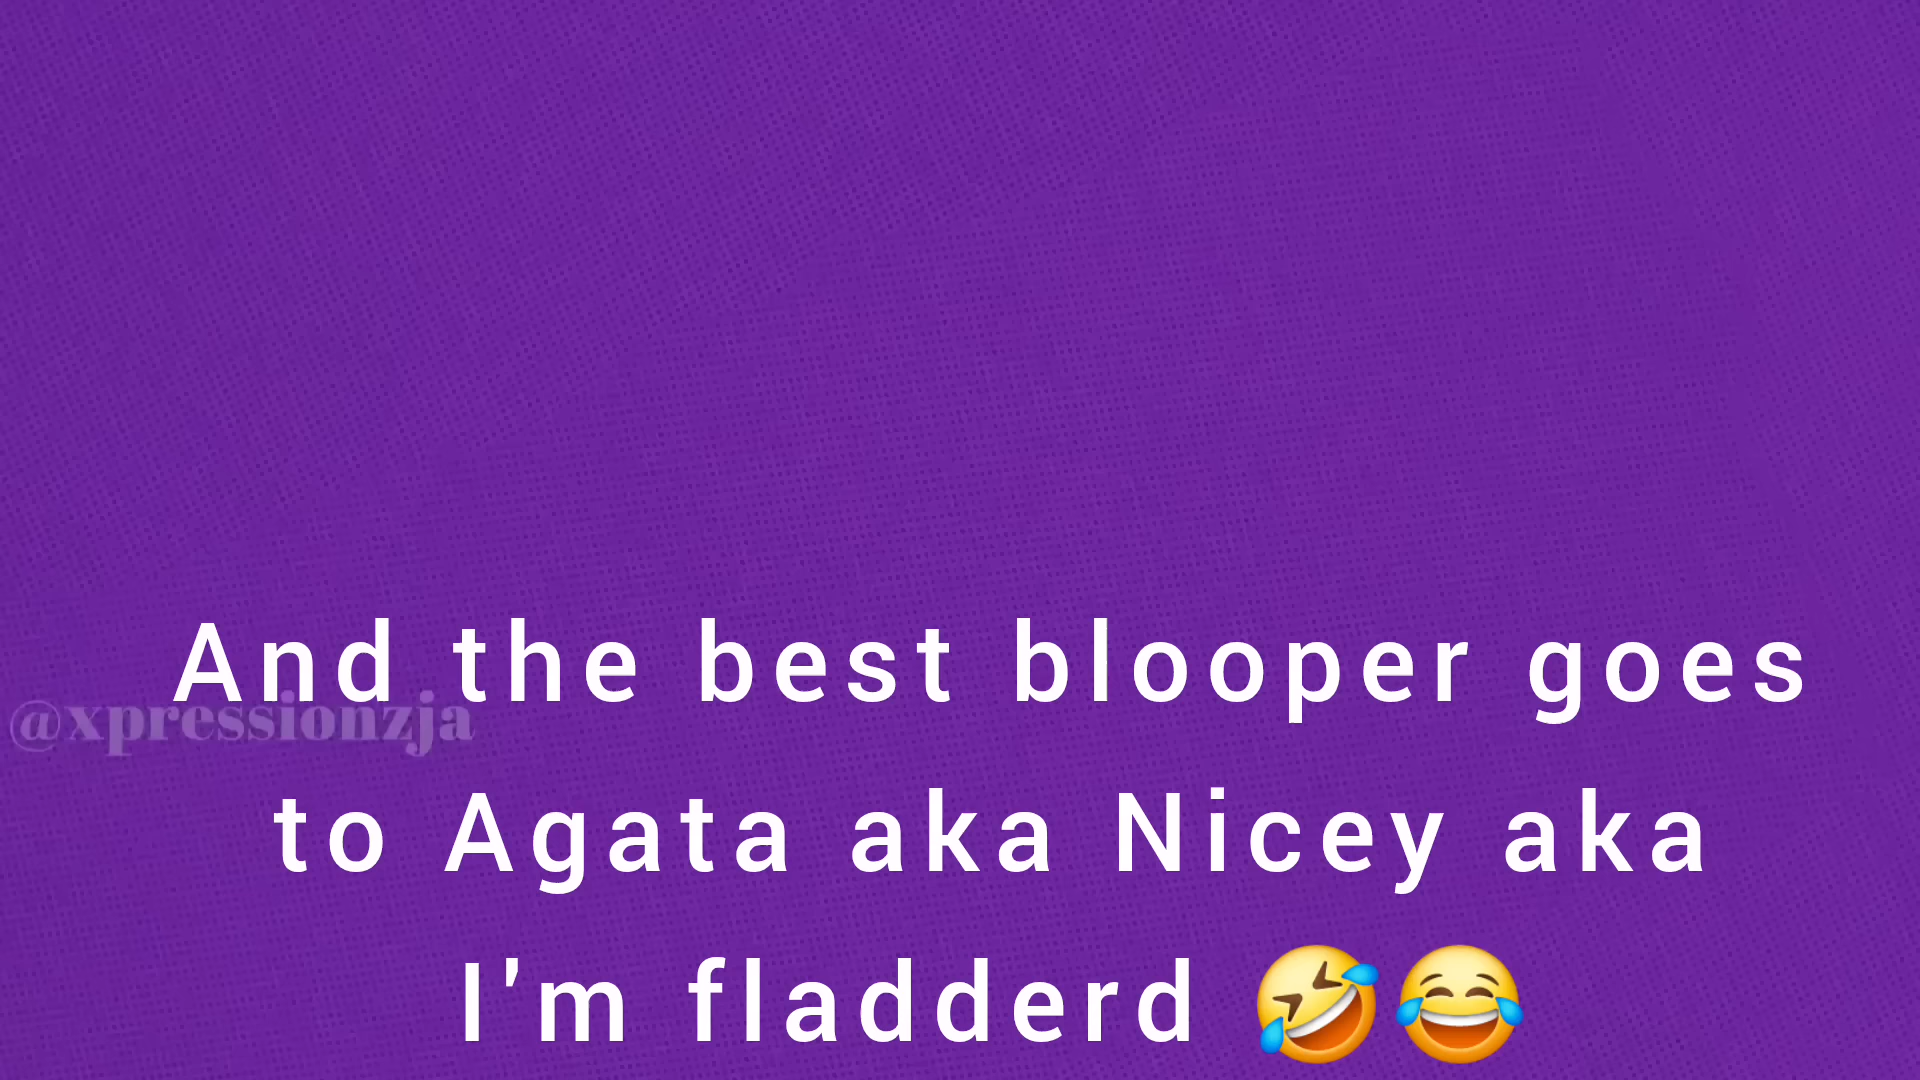 And the best blooper goes
@xpressionzja
to Agata aka Nicey aka
I'm fladderd 🤣😂